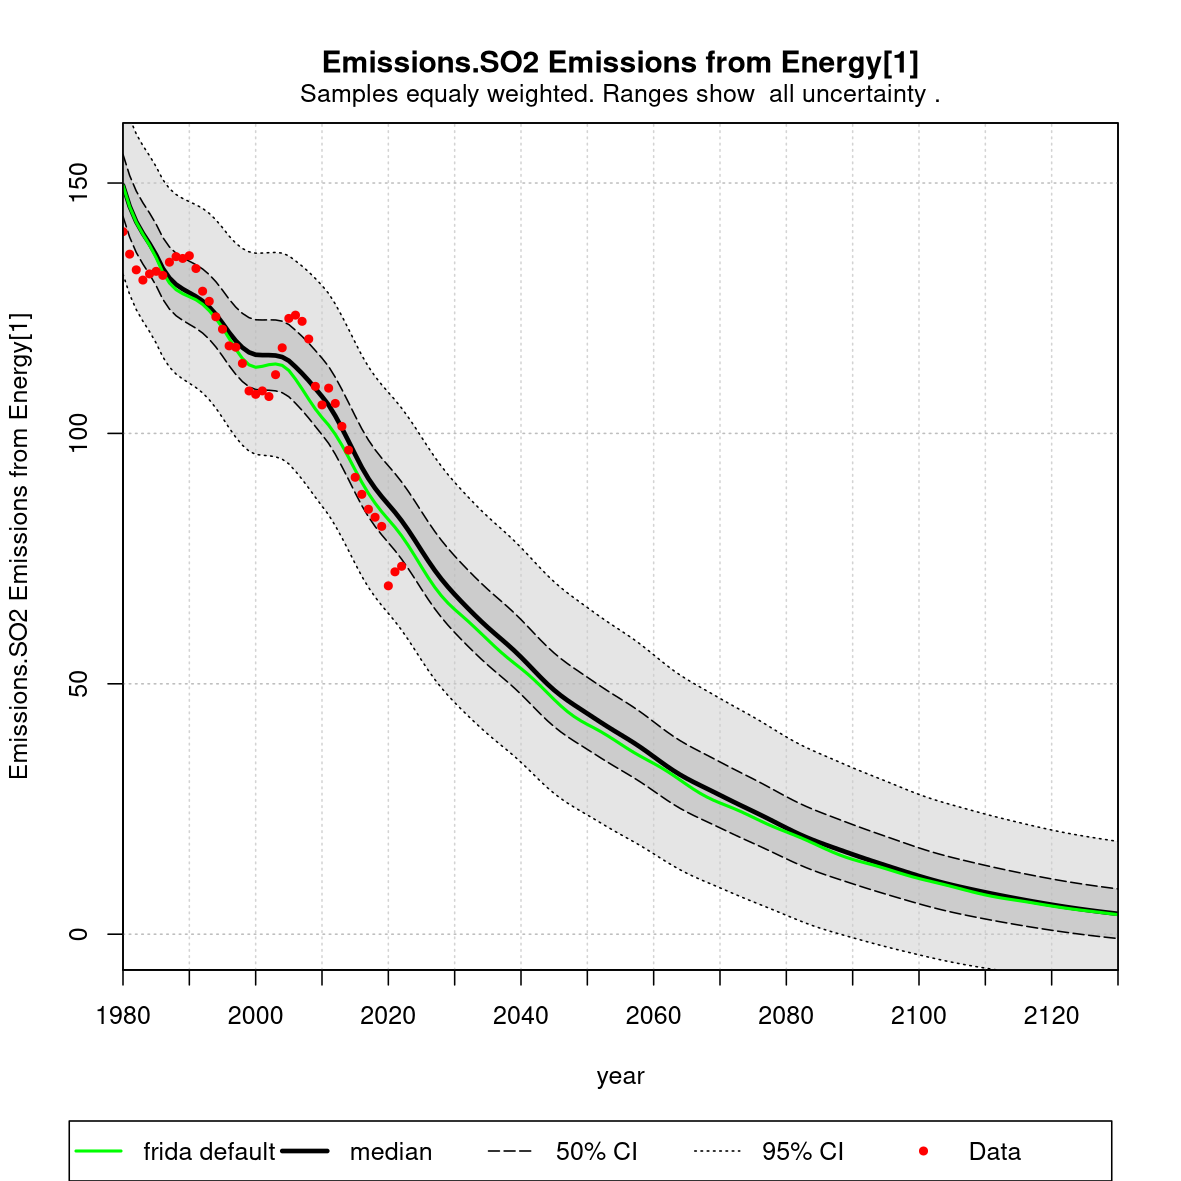 Emissions.SO2 Emissions from Energy[1]
Samples equaly weighted. Ranges show  all uncertainty .
Emissions.SO2 Emissions from Energy[1]
150
100
50
0
1980 2000 2020 2040 2060 2080 2100 2120
year
frida default median 50% CI 95% CI Data